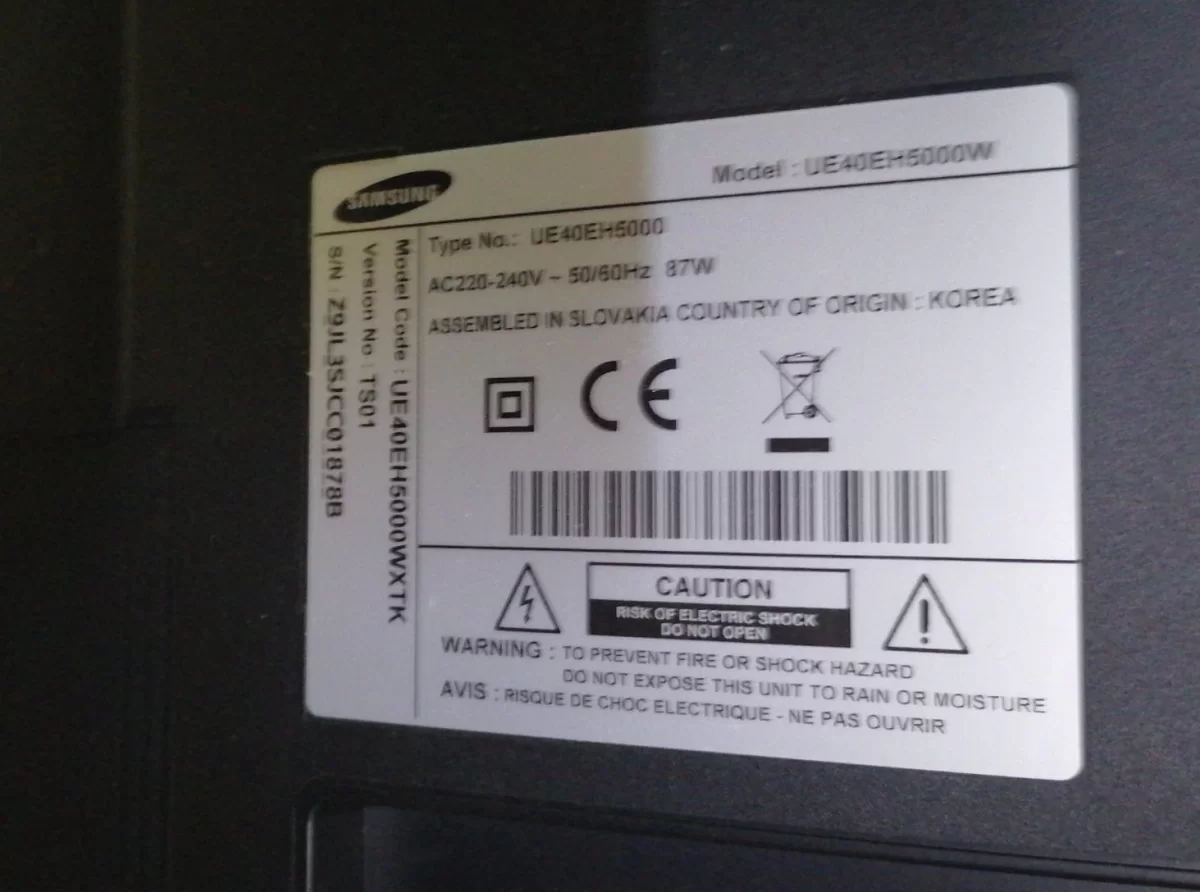 SAMSUNG
Model : UE40EH5000W
Type No.: UE40EH5000
AC220-240V ~ 50/60Hz 87W
ASSEMBLED IN SLOVAKIA COUNTRY OF ORIGIN : KOREA
Model Code : UE40EH5000WXTK
Version No : TS01
S/N : Z9JL3SJCC01878B
CE
CAUTION
RISK OF ELECTRIC SHOCK
DO NOT OPEN
WARNING : TO PREVENT FIRE OR SHOCK HAZARD
DO NOT EXPOSE THIS UNIT TO RAIN OR MOISTURE
AVIS : RISQUE DE CHOC ELECTRIQUE - NE PAS OUVRIR